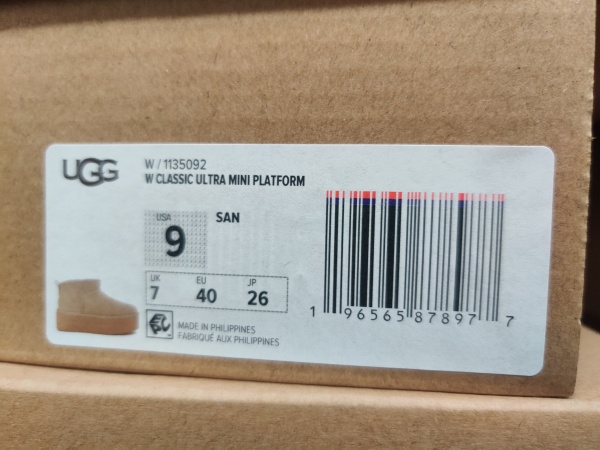 UGG
W / 1135092
W CLASSIC ULTRA MINI PLATFORM
USA
9
SAN
UK EU JP
7 40 26
MADE IN PHILIPPINES
FABRIQUÉ AUX PHILIPPINES
1 96565 87897 7